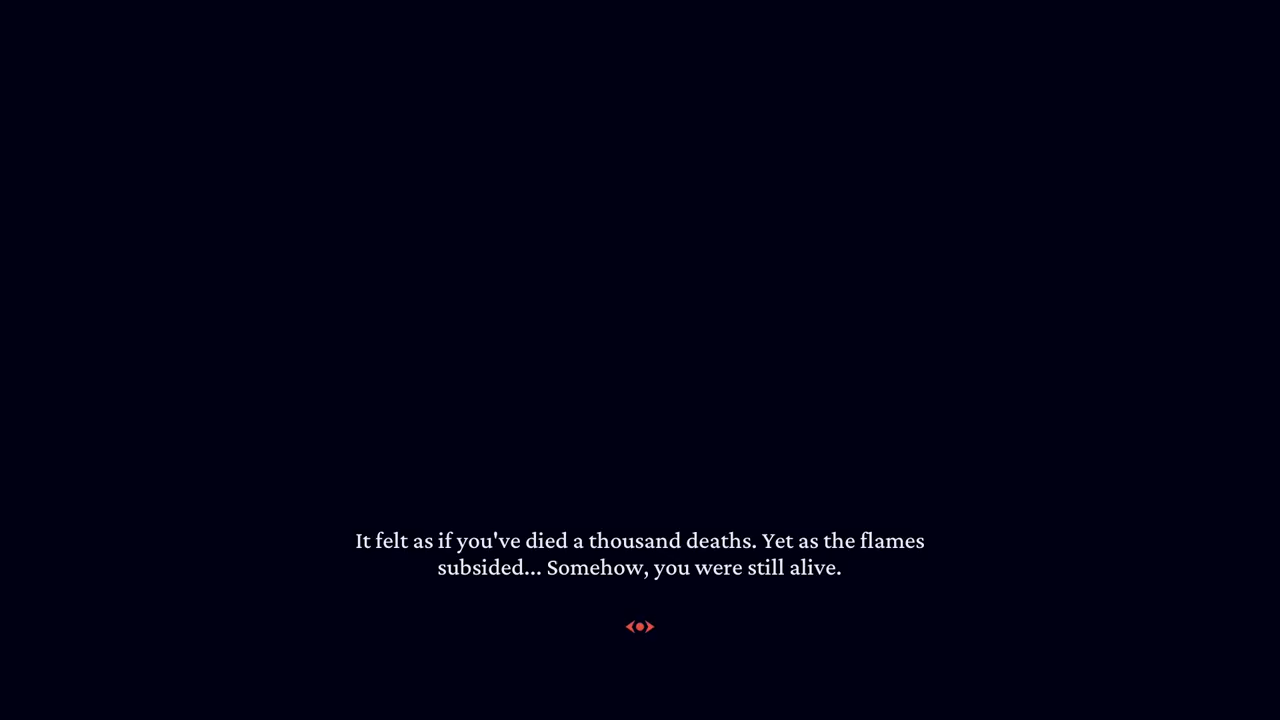 It felt as if you've died a thousand deaths. Yet as the flames
subsided... Somehow, you were still alive.